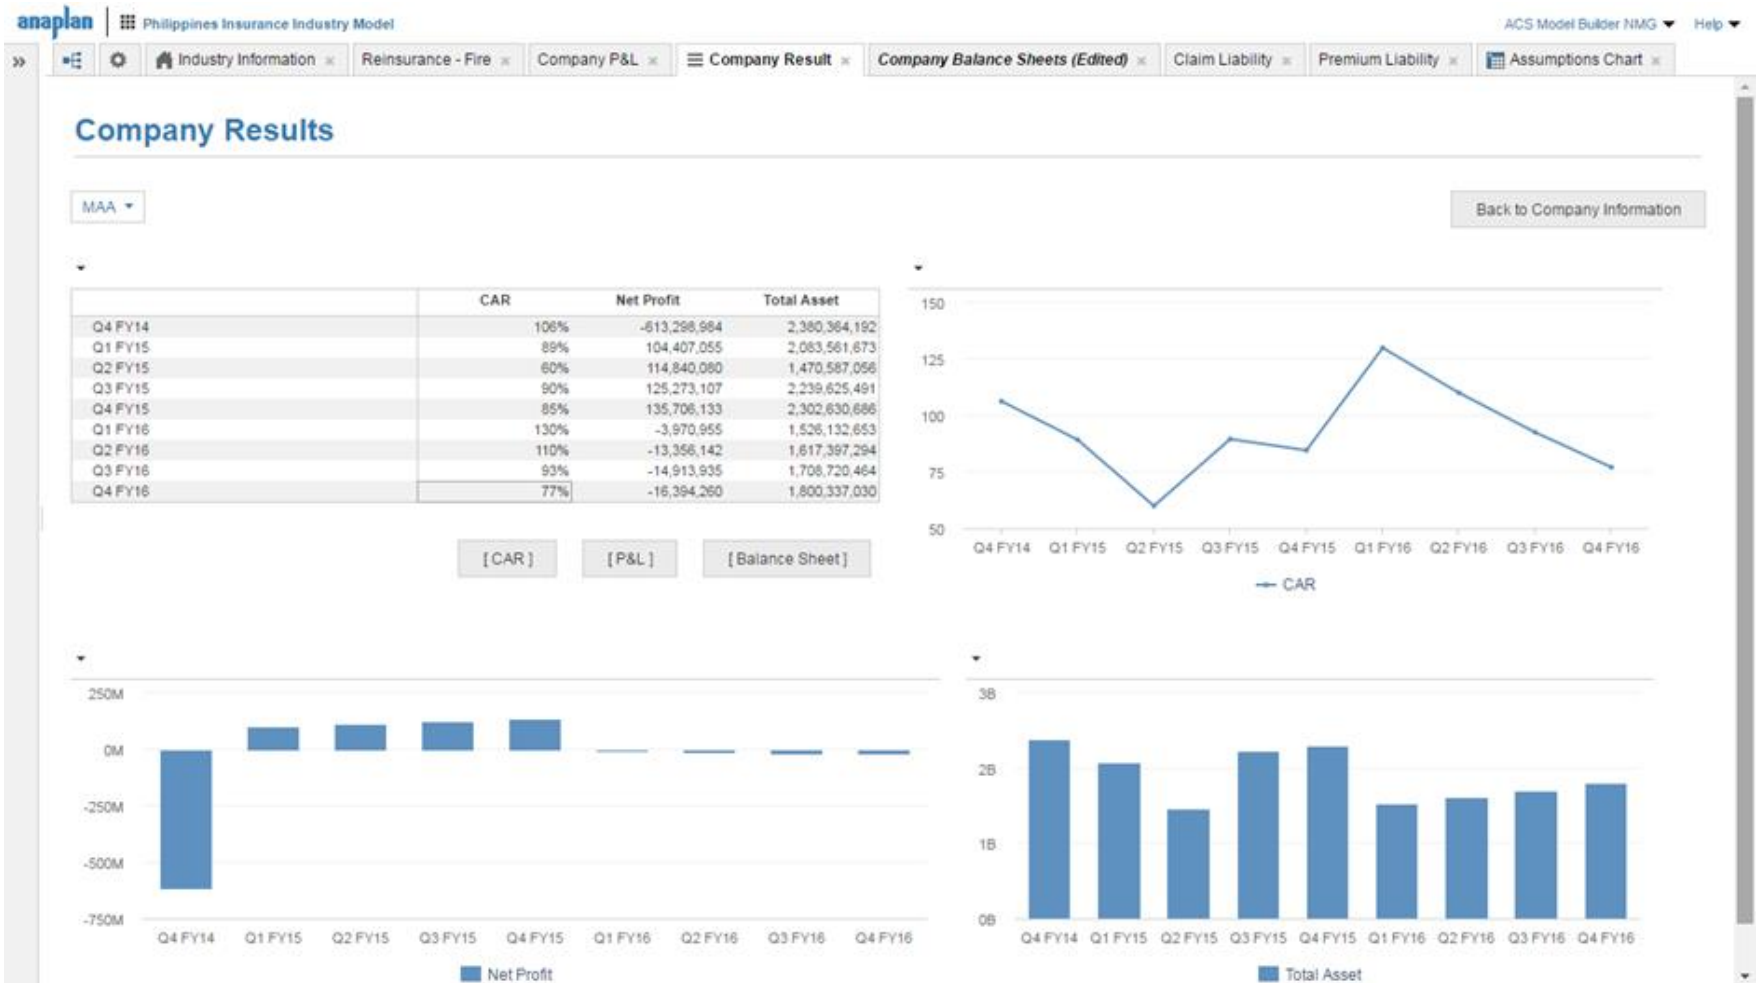 anaplan Philippines Insurance Industry Model ACS Model Builder NMG Help
Industry Information Reinsurance - Fire Company P&L Company Result Company Balance Sheets (Edited) Claim Liability Premium Liability Assumptions Chart
Company Results
MAA Back to Company Information
CAR Net Profit Total Asset
Q4 FY14 106% -613,298,984 2,380,364,192
Q1 FY15 89% 104,407,055 2,083,561,673
Q2 FY15 60% 114,840,080 1,470,587,056
Q3 FY15 90% 125,273,107 2,239,625,491
Q4 FY15 85% 135,706,133 2,302,630,686
Q1 FY16 130% -3,970,955 1,526,132,653
Q2 FY16 110% -13,356,142 1,617,397,294
Q3 FY16 93% -14,913,935 1,708,720,464
Q4 FY16 77% -16,394,260 1,800,337,030
[ CAR ] [ P&L ] [ Balance Sheet ]
150
125
100
75
50
Q4 FY14 Q1 FY15 Q2 FY15 Q3 FY15 Q4 FY15 Q1 FY16 Q2 FY16 Q3 FY16 Q4 FY16
CAR
250M
0M
-250M
-500M
-750M
Q4 FY14 Q1 FY15 Q2 FY15 Q3 FY15 Q4 FY15 Q1 FY16 Q2 FY16 Q3 FY16 Q4 FY16
Net Profit
3B
2B
1B
0B
Q4 FY14 Q1 FY15 Q2 FY15 Q3 FY15 Q4 FY15 Q1 FY16 Q2 FY16 Q3 FY16 Q4 FY16
Total Asset